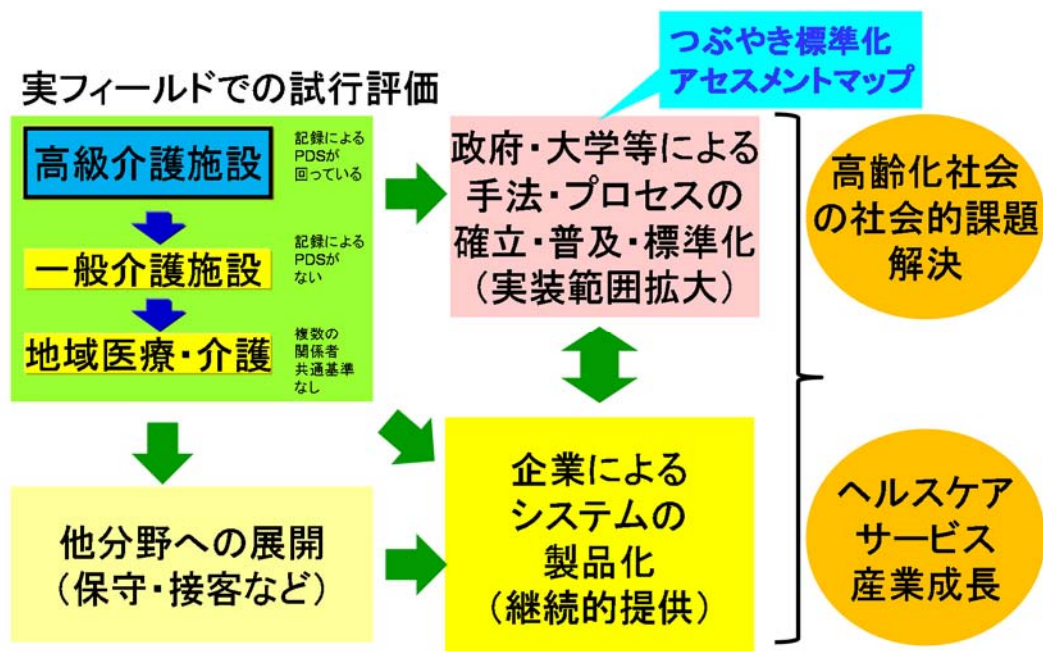 つぶやき標準化
アセスメントマップ
実フィールドでの試行評価
高級介護施設
記録による
PDSが
回っている
一般介護施設
記録による
PDSが
ない
地域医療・介護
複数の
関係者
共通基準
なし
政府・大学等による
手法・プロセスの
確立・普及・標準化
(実装範囲拡大)
他分野への展開
(保守・接客など)
企業による
システムの
製品化
(継続的提供)
高齢化社会
の社会的課題
解決
ヘルスケア
サービス
産業成長